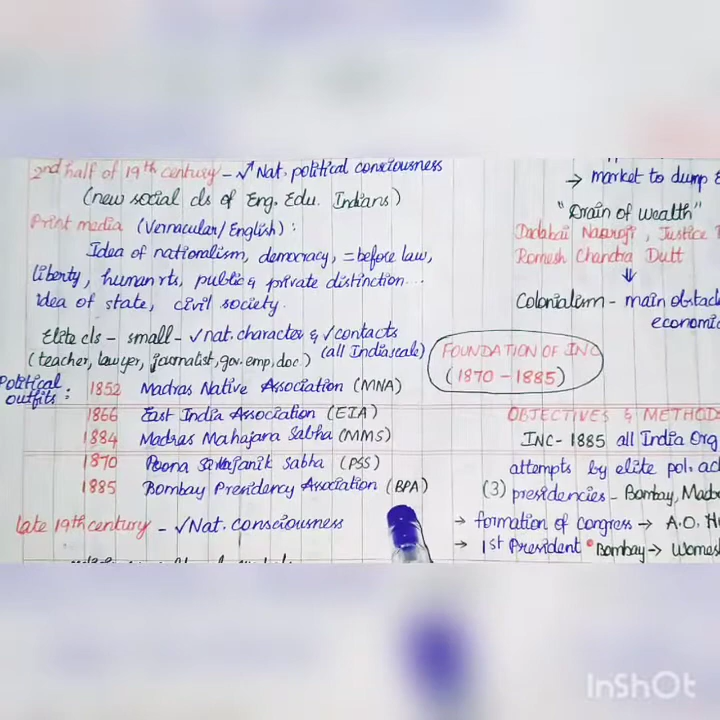 2nd half of 19th century - ✓ Nat. political consciousness
(new social cls of Eng. Edu. Indians)
Print media (Vernacular/English) :
Idea of nationalism, democracy, = before law,
liberty, human rts, public & private distinction...
idea of state, civil society.
Elite cls - small - ✓ nat. character & ✓ contacts
(teacher, lawyer, journalist, gov. emp, doc.) (all India scale)
Political outfits :
1852 Madras Native Association (MNA)
1866 East India Association (EIA)
1884 Madras Mahajara Sabha (MMS)
1870 Poona Sarvajanik Sabha (PSS)
1885 Bombay Presidency Association (BPA)
late 19th century - ✓ Nat. consciousness
→ market to dump
"Drain of wealth"
Dadabai Naoroji, Justice
Romesh Chandra Dutt
↓
Colonialism - main obstac
economic
FOUNDATION OF INC
(1870 - 1885)
OBJECTIVES & METHODS
INC - 1885 all India Org
attempts by elite pol. ac
(3) presidencies - Bombay, Mad
→ formation of congress → A.O. H
→ 1st President Bombay → Womes
InShOt